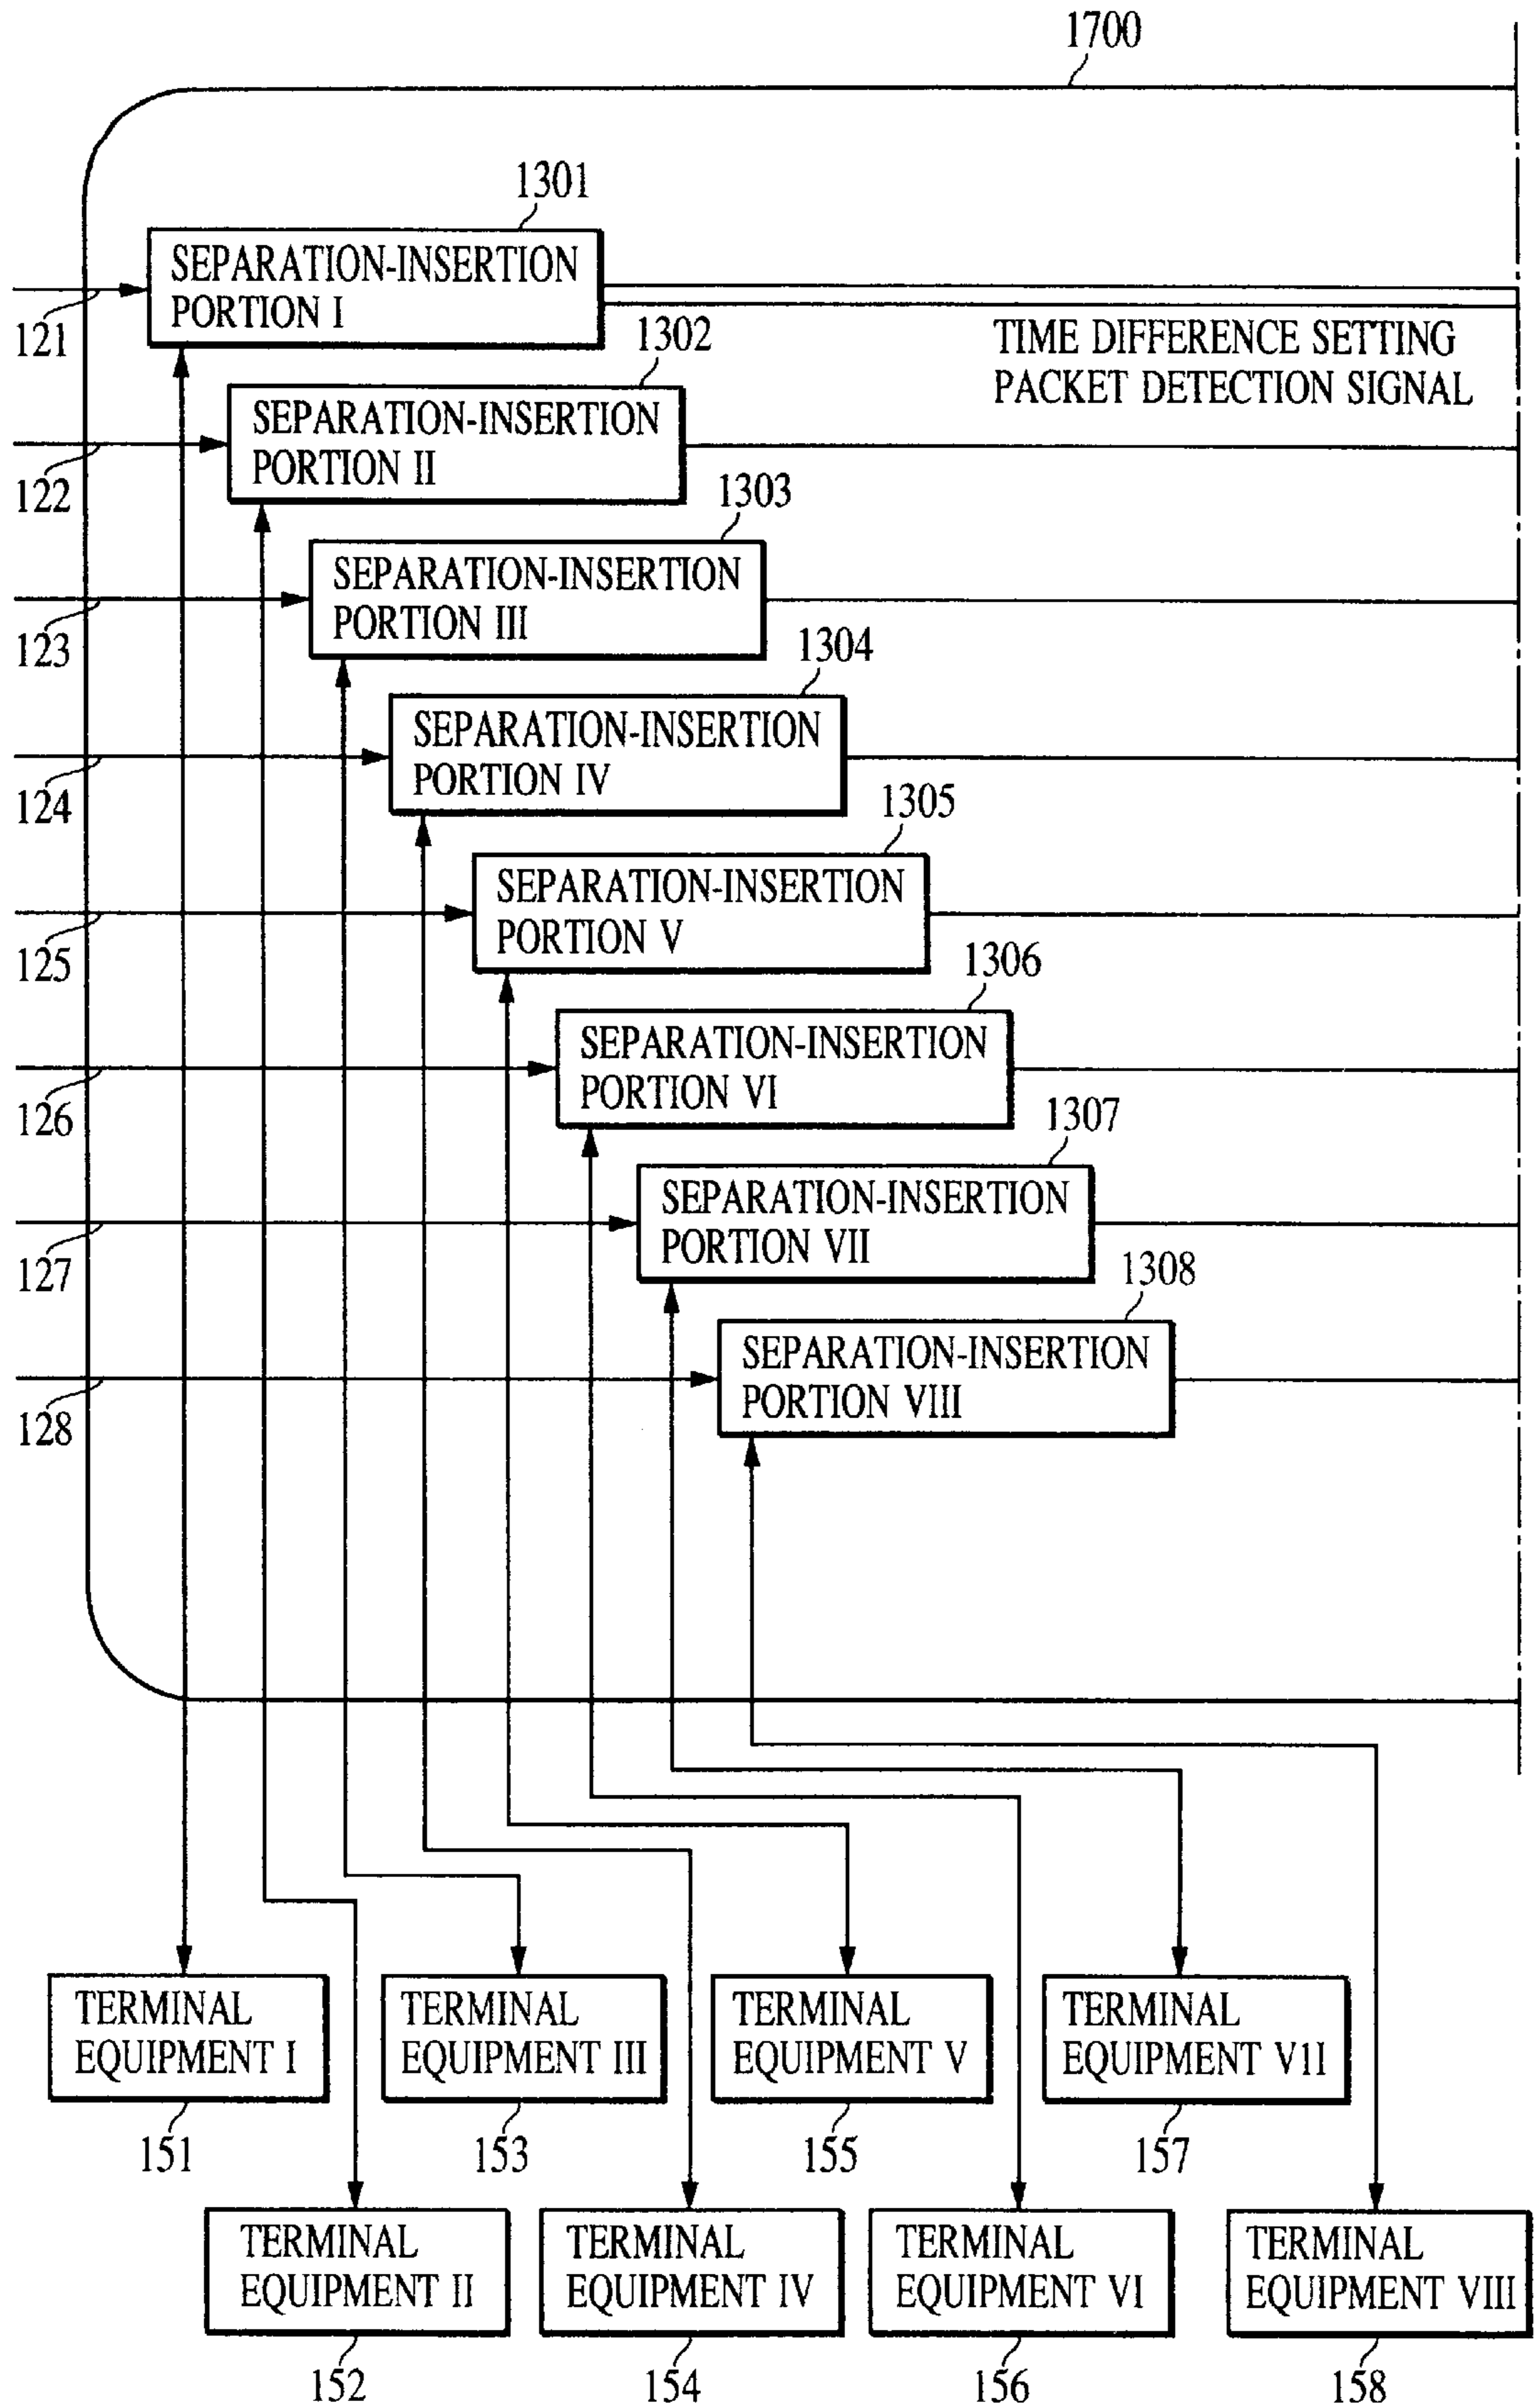 1700
1301
SEPARATION-INSERTION
PORTION I
121
TIME DIFFERENCE SETTING
PACKET DETECTION SIGNAL
1302
SEPARATION-INSERTION
PORTION II
122
1303
SEPARATION-INSERTION
PORTION III
123
1304
SEPARATION-INSERTION
PORTION IV
124
1305
SEPARATION-INSERTION
PORTION V
125
1306
SEPARATION-INSERTION
PORTION VI
126
1307
SEPARATION-INSERTION
PORTION VII
127
1308
SEPARATION-INSERTION
PORTION VIII
128
TERMINAL
EQUIPMENT I
151
TERMINAL
EQUIPMENT III
153
TERMINAL
EQUIPMENT V
155
TERMINAL
EQUIPMENT V1I
157
TERMINAL
EQUIPMENT II
152
TERMINAL
EQUIPMENT IV
154
TERMINAL
EQUIPMENT VI
156
TERMINAL
EQUIPMENT VIII
158